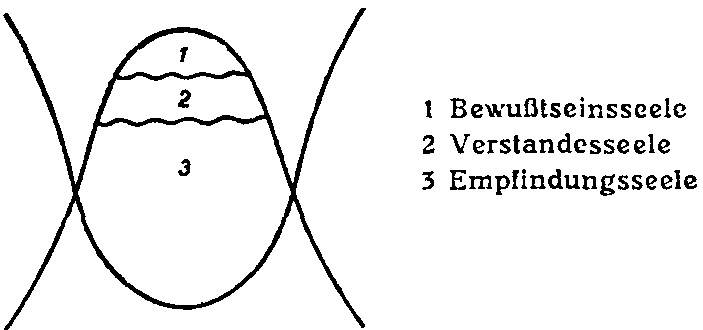 1
2
3
1 Bewußtseinsseele
2 Verstandesseele
3 Empfindungsseele